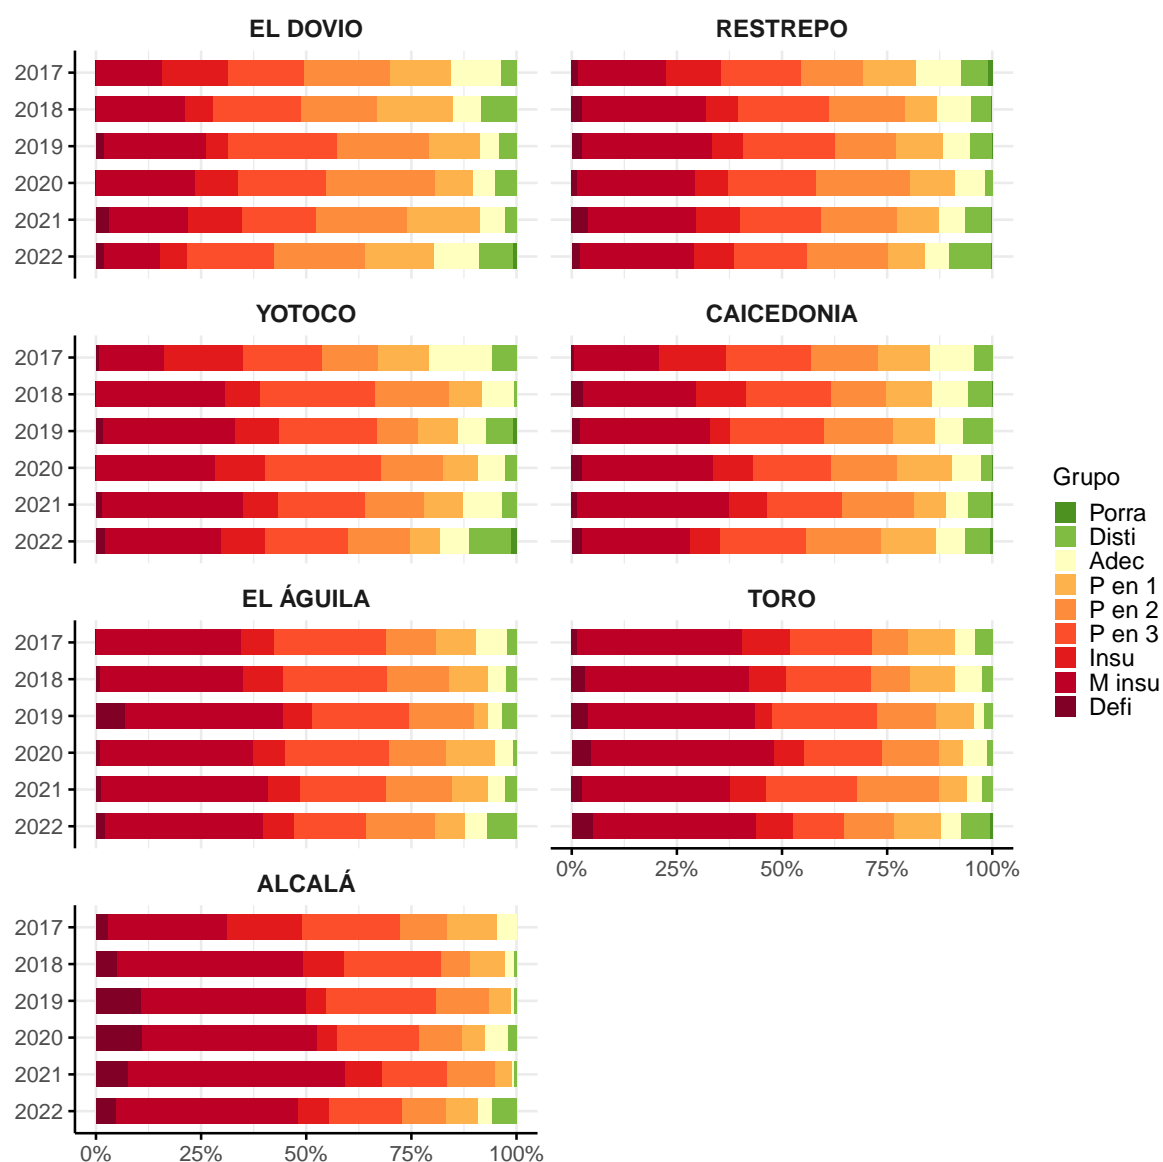 EL DOVIO
RESTREPO
2017
2018
2019
2020
2021
2022
YOTOCO
CAICEDONIA
2017
2018
2019
2020
2021
2022
EL ÁGUILA
TORO
2017
2018
2019
2020
2021
2022
0% 25% 50% 75% 100%
ALCALÁ
2017
2018
2019
2020
2021
2022
0% 25% 50% 75% 100%
Grupo
Porra
Disti
Adec
P en 1
P en 2
P en 3
Insu
M insu
Defi